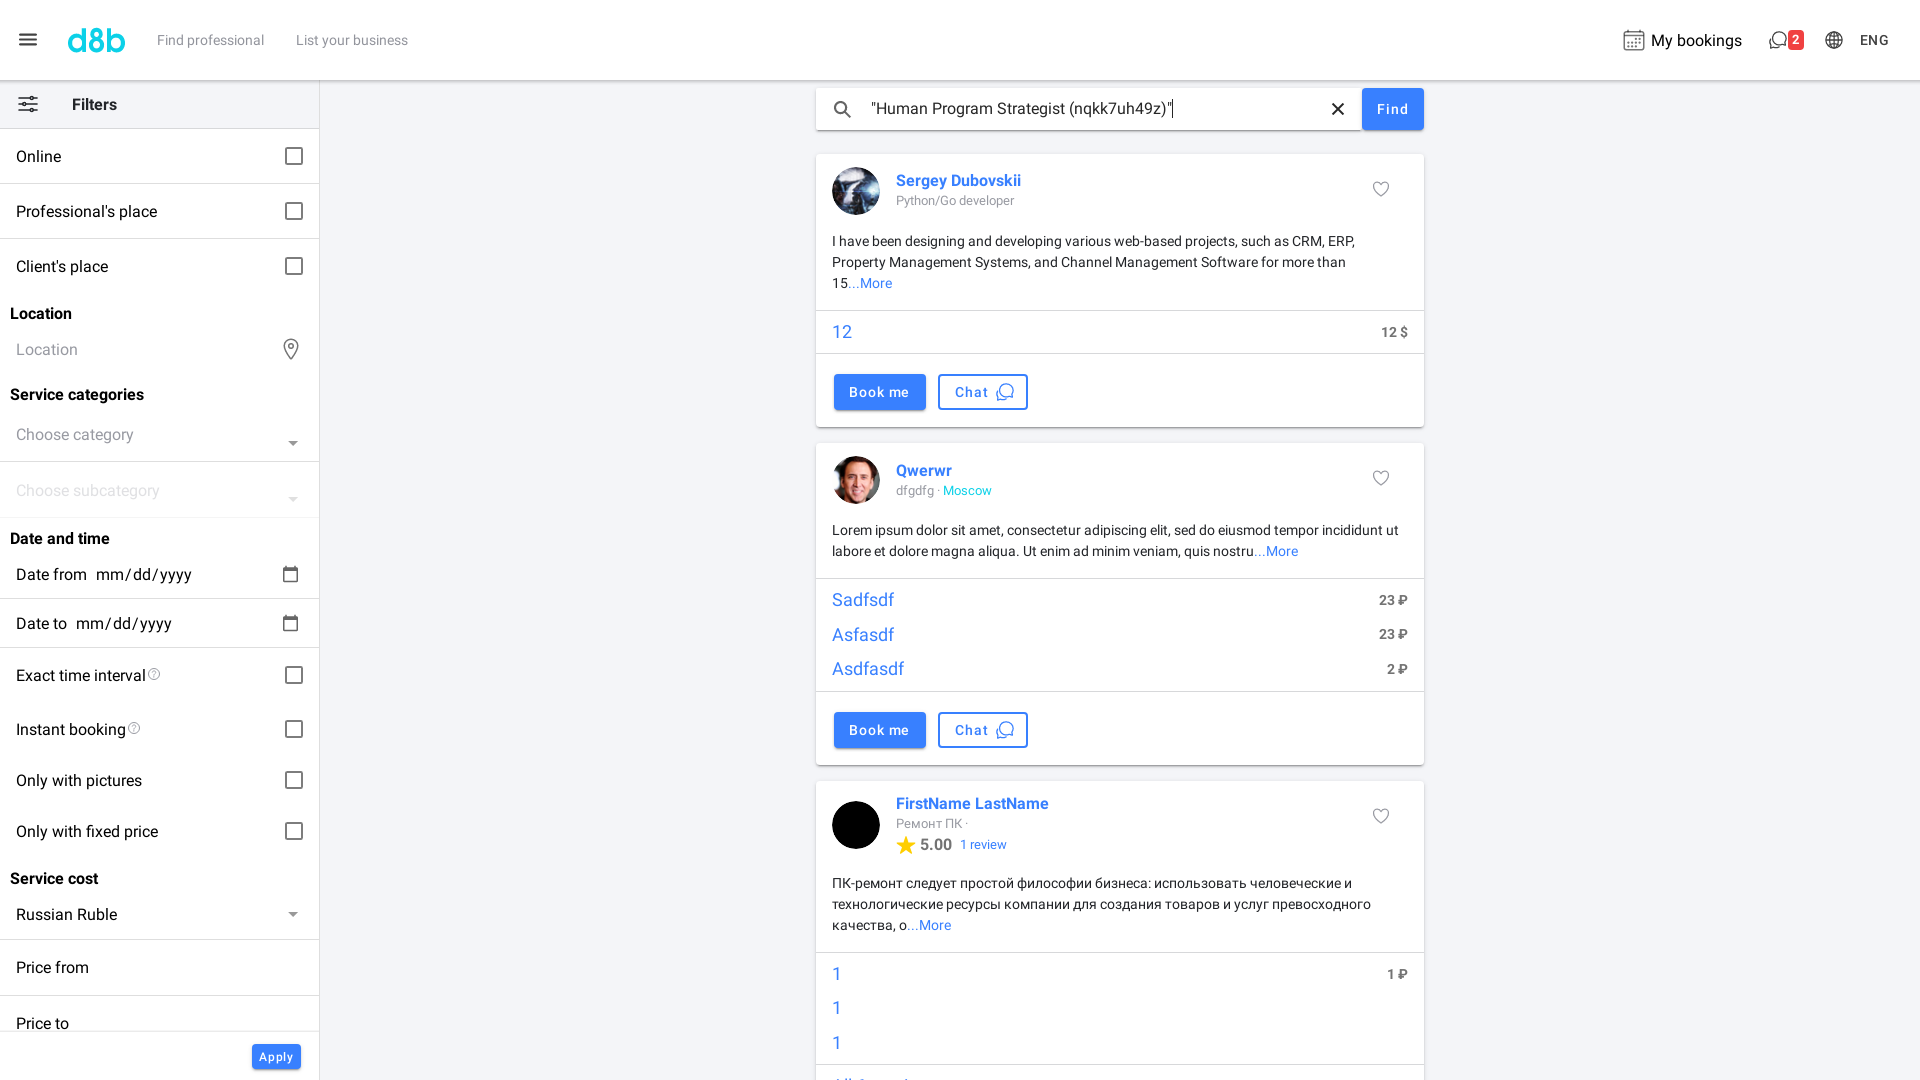 d8b
Find professional
List your business
My bookings
2
ENG
Filters
Online
Professional's place
Client's place
Location
Location
Service categories
Choose category
Choose subcategory
Date and time
Date from mm/dd/yyyy
Date to mm/dd/yyyy
Exact time interval
Instant booking
Only with pictures
Only with fixed price
Service cost
Russian Ruble
Price from
Price to
Apply
"Human Program Strategist (nqkk7uh49z)"
Find
Sergey Dubovskii
Python/Go developer
I have been designing and developing various web-based projects, such as CRM, ERP,
Property Management Systems, and Channel Management Software for more than
15...More
12 12 $
Book me Chat
Qwerwr
dfgdfg · Moscow
Lorem ipsum dolor sit amet, consectetur adipiscing elit, sed do eiusmod tempor incididunt ut
labore et dolore magna aliqua. Ut enim ad minim veniam, quis nostru...More
Sadfsdf 23 ₽
Asfasdf 23 ₽
Asdfasdf 2 ₽
Book me Chat
FirstName LastName
Ремонт ПК ·
5.00 1 review
ПК-ремонт следует простой философии бизнеса: использовать человеческие и
технологические ресурсы компании для создания товаров и услуг превосходного
качества, о...More
1 1 ₽
1
1